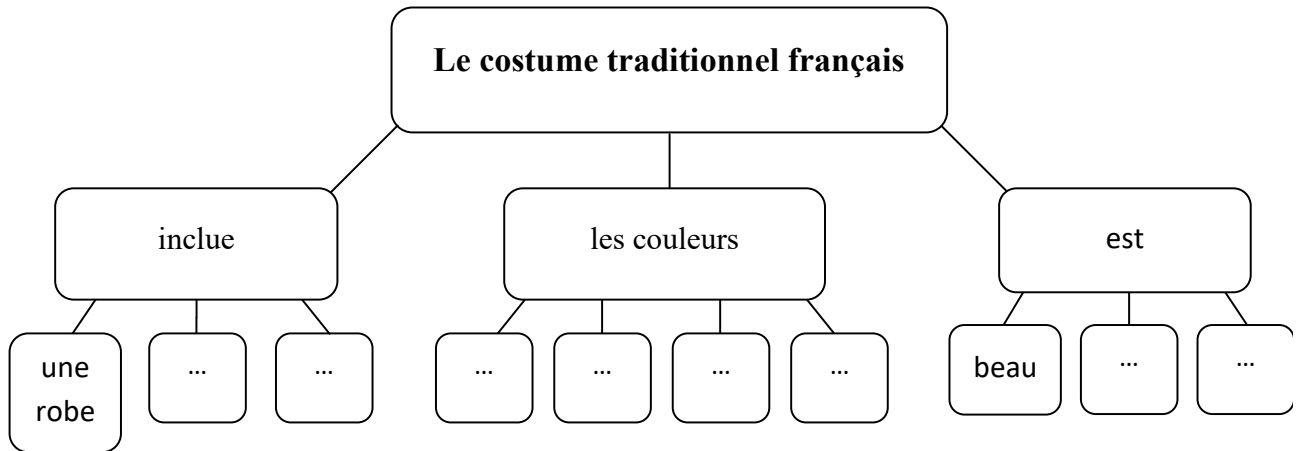 Le costume traditionnel français
inclue
les couleurs
est
une
robe
...
...
...
...
...
...
beau
...
...